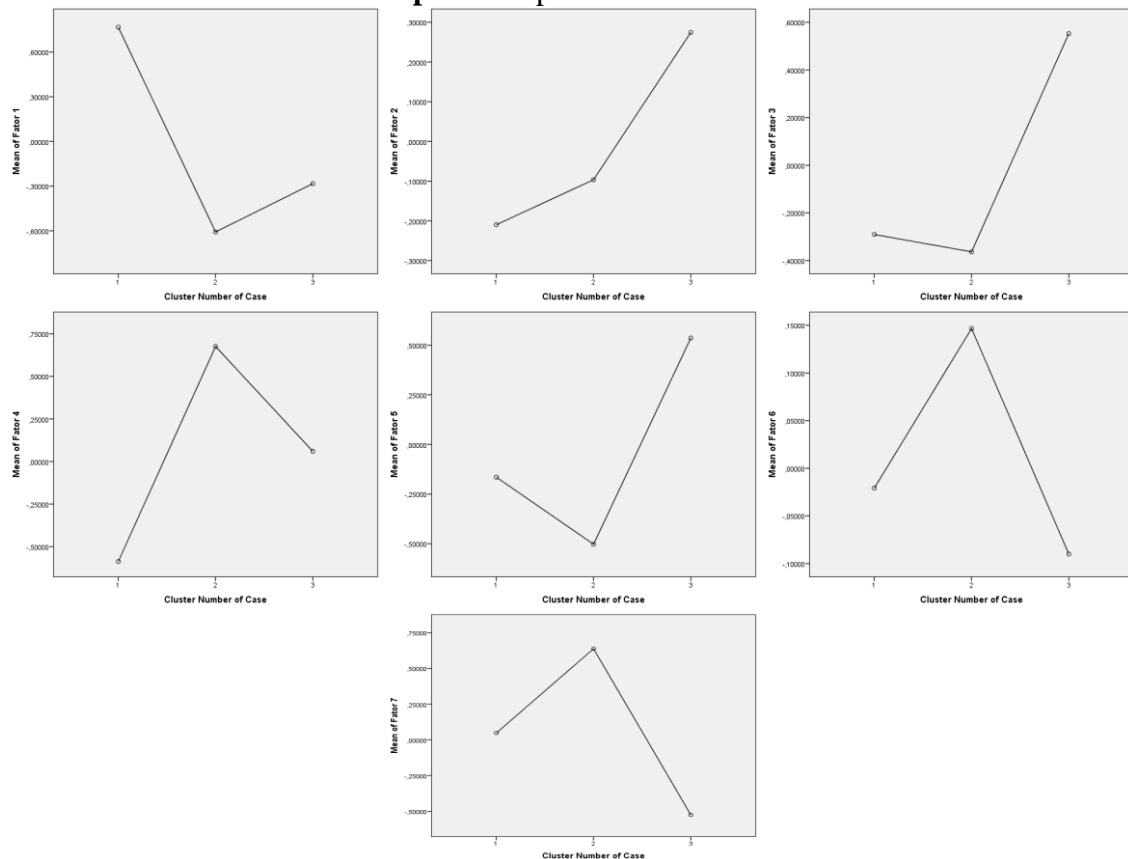 ,60000
,30000
,00000
-,30000
-,60000
Mean of Fator 1
1 2 3
Cluster Number of Case
,30000
,20000
,10000
,00000
-,10000
-,20000
-,30000
Mean of Fator 2
1 2 3
Cluster Number of Case
,60000
,40000
,20000
,00000
-,20000
-,40000
Mean of Fator 3
1 2 3
Cluster Number of Case
,75000
,50000
,25000
,00000
-,25000
-,50000
Mean of Fator 4
1 2 3
Cluster Number of Case
,50000
,25000
,00000
-,25000
-,50000
Mean of Fator 5
1 2 3
Cluster Number of Case
,15000
,10000
,05000
,00000
-,05000
-,10000
Mean of Fator 6
1 2 3
Cluster Number of Case
,75000
,50000
,25000
,00000
-,25000
-,50000
Mean of Fator 7
1 2 3
Cluster Number of Case